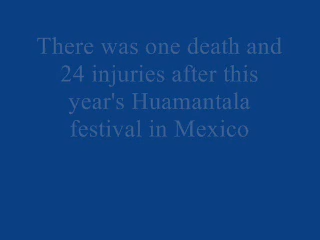 There was one death and
24 injuries after this
year's Huamantala
festival in Mexico